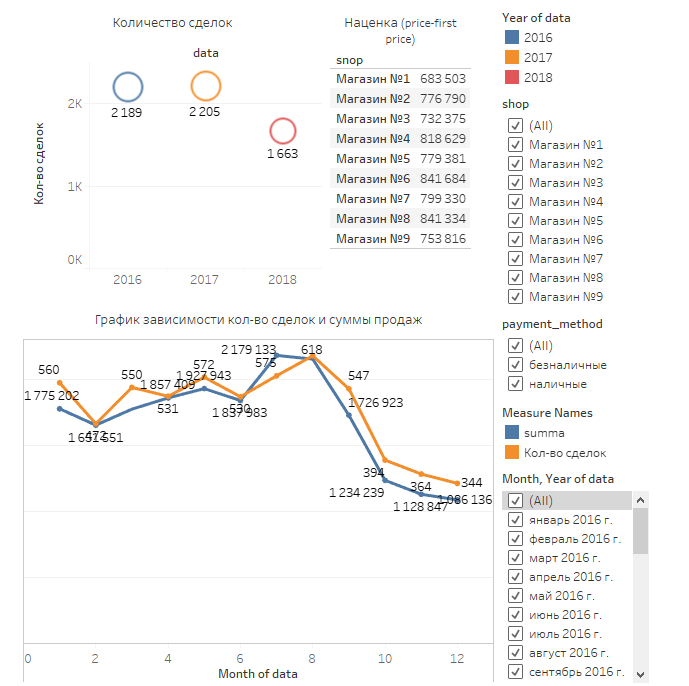 Количество сделок
data
Кол-во сделок
2K
1K
0K
2 189
2 205
1 663
2016
2017
2018
Наценка (price-first
price)
snop
Магазин №1 683 503
Магазин №2 776 790
Магазин №3 732 375
Магазин №4 818 629
Магазин №5 779 381
Магазин №6 841 684
Магазин №7 799 330
Магазин №8 841 334
Магазин №9 753 816
График зависимости кол-во сделок и суммы продаж
560
1 775 202
472
550
1 857 409
531
572
1 927 943
530
2 179 133
575
618
547
1 726 923
394
1 234 239
364
1 128 847
344
1 086 136
0
2
4
6
8
10
12
Month of data
Year of data
2016
2017
2018
shop
(All)
Магазин №1
Магазин №2
Магазин №3
Магазин №4
Магазин №5
Магазин №6
Магазин №7
Магазин №8
Магазин №9
payment_method
(All)
безналичные
наличные
Measure Names
summa
Кол-во сделок
Month, Year of data
(All)
январь 2016 г.
февраль 2016 г.
март 2016 г.
апрель 2016 г.
май 2016 г.
июнь 2016 г.
июль 2016 г.
август 2016 г.
сентябрь 2016 г.